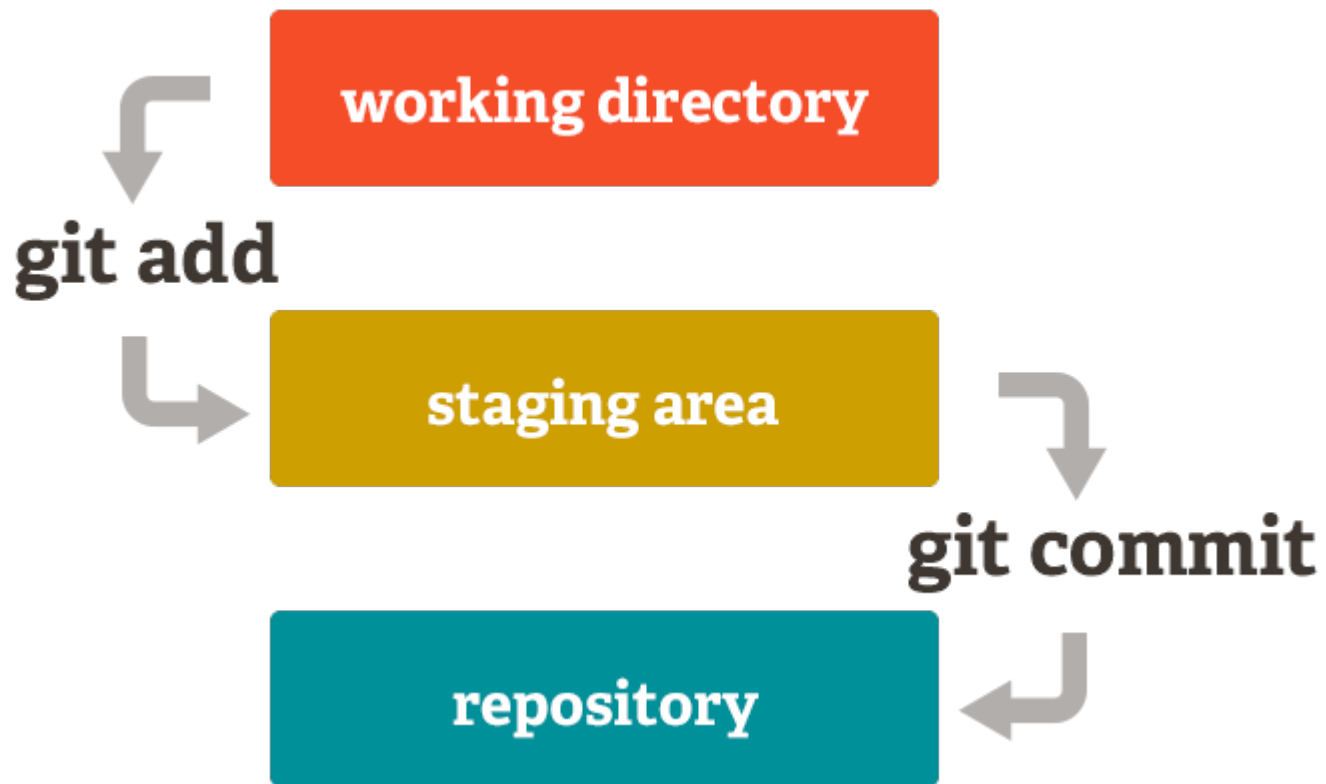 working directory
git add
staging area
git commit
repository